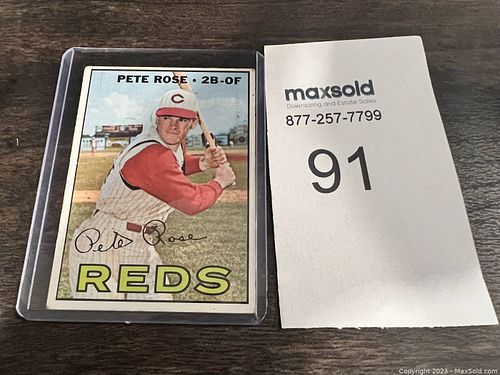 PETE ROSE • 2B-OF
C
Pete Rose
REDS
maxsold
Downsizing and Estate Sales
877-257-7799
91
Copyright 2023 - MaxSold.com